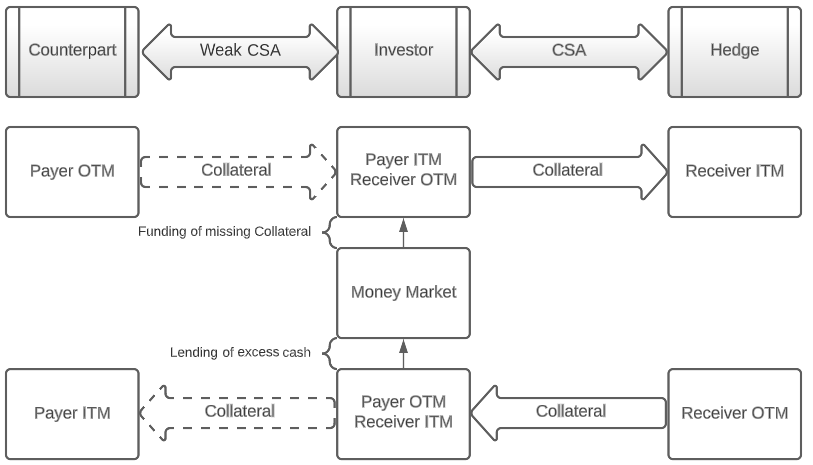 Counterpart
Weak CSA
Investor
CSA
Hedge
Payer OTM
Collateral
Payer ITM
Receiver OTM
Collateral
Receiver ITM
Funding of missing Collateral
Money Market
Lending of excess cash
Payer ITM
Collateral
Payer OTM
Receiver ITM
Collateral
Receiver OTM